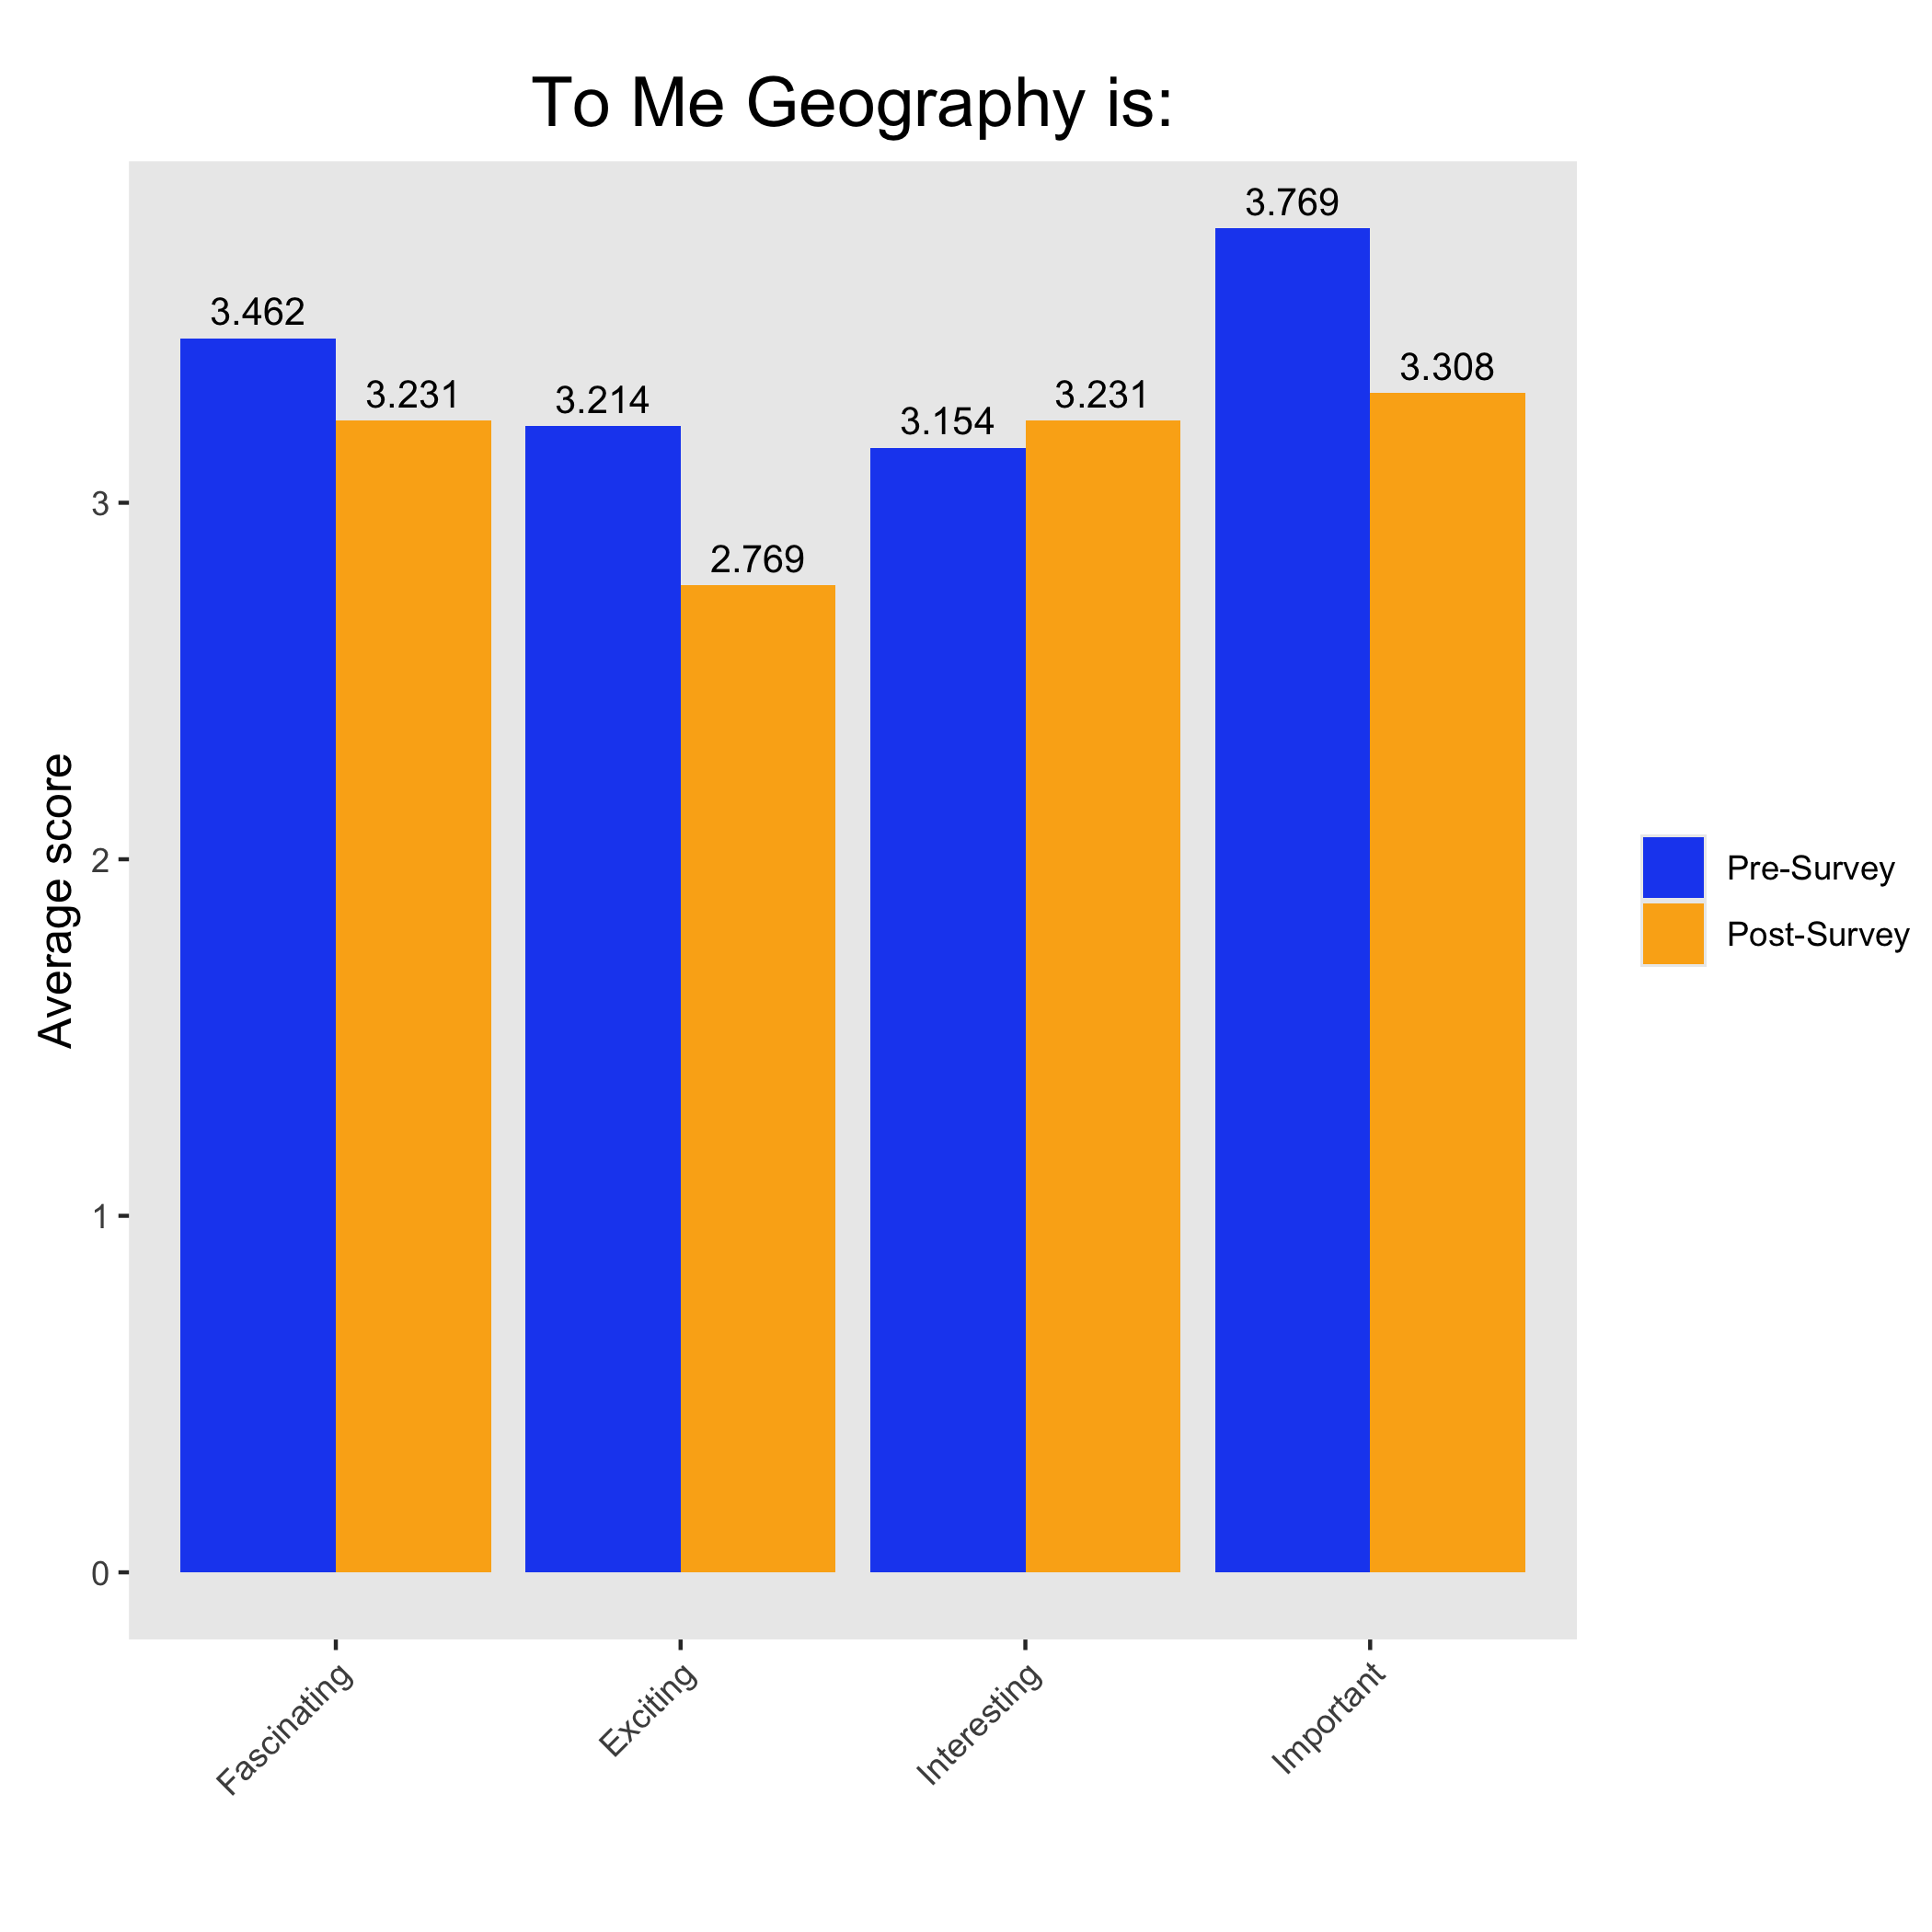 To Me Geography is:
3.769
3.462
3.308
3.231
3.214
3.231
3.154
2.769
3
2
1
0
Average score
Pre-Survey
Post-Survey
Fascinating
Exciting
Interesting
Important